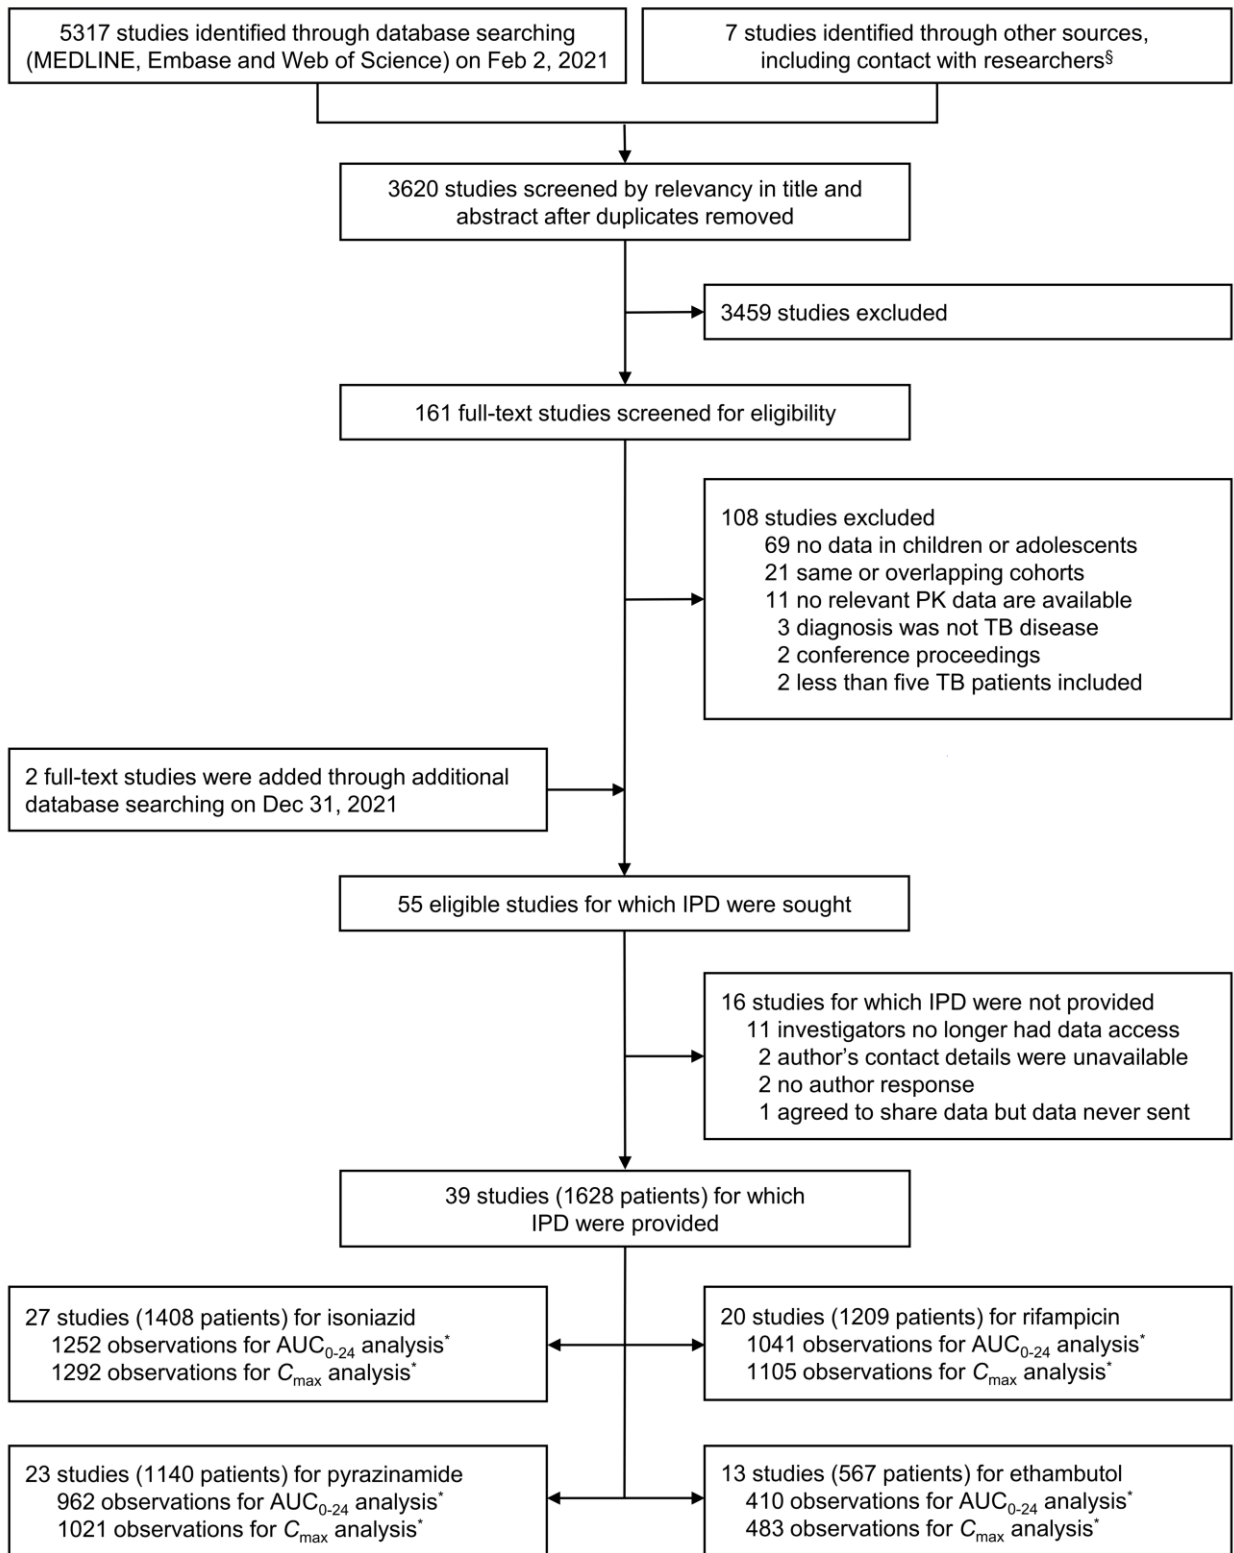 5317 studies identified through database searching
(MEDLINE, Embase and Web of Science) on Feb 2, 2021
7 studies identified through other sources,
including contact with researchers§
3620 studies screened by relevancy in title and
abstract after duplicates removed
3459 studies excluded
161 full-text studies screened for eligibility
108 studies excluded
69 no data in children or adolescents
21 same or overlapping cohorts
11 no relevant PK data are available
3 diagnosis was not TB disease
2 conference proceedings
2 less than five TB patients included
2 full-text studies were added through additional
database searching on Dec 31, 2021
55 eligible studies for which IPD were sought
16 studies for which IPD were not provided
11 investigators no longer had data access
2 author's contact details were unavailable
2 no author response
1 agreed to share data but data never sent
39 studies (1628 patients) for which
IPD were provided
27 studies (1408 patients) for isoniazid
1252 observations for AUC0-24 analysis*
1292 observations for Cmax analysis*
20 studies (1209 patients) for rifampicin
1041 observations for AUC0-24 analysis*
1105 observations for Cmax analysis*
23 studies (1140 patients) for pyrazinamide
962 observations for AUC0-24 analysis*
1021 observations for Cmax analysis*
13 studies (567 patients) for ethambutol
410 observations for AUC0-24 analysis*
483 observations for Cmax analysis*